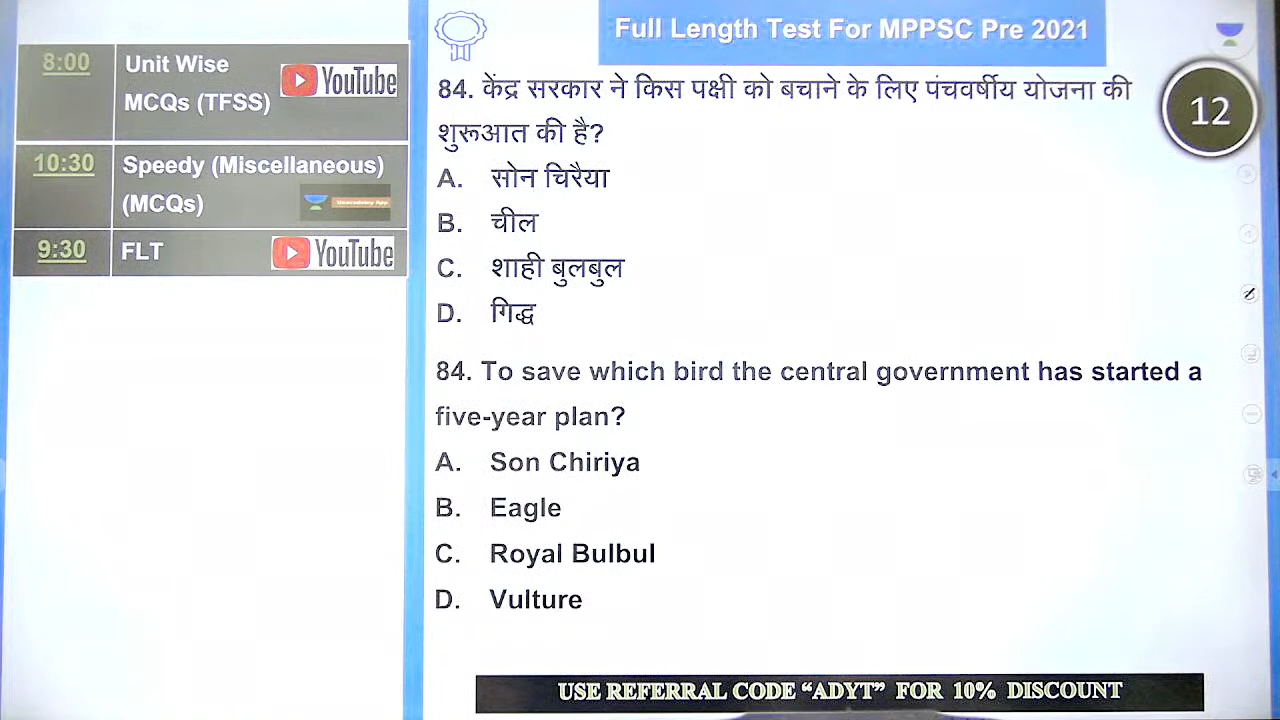 Full Length Test For MPPSC Pre 2021
8:00
Unit Wise
MCQs (TFSS)
YouTube
10:30
Speedy (Miscellaneous)
(MCQs)
9:30
FLT
YouTube
12
84. केंद्र सरकार ने किस पक्षी को बचाने के लिए पंचवर्षीय योजना की
शुरूआत की है?
A. सोन चिरैया
B. चील
C. शाही बुलबुल
D. गिद्ध
84. To save which bird the central government has started a
five-year plan?
A. Son Chiriya
B. Eagle
C. Royal Bulbul
D. Vulture
USE REFERRAL CODE “ADYT” FOR 10% DISCOUNT